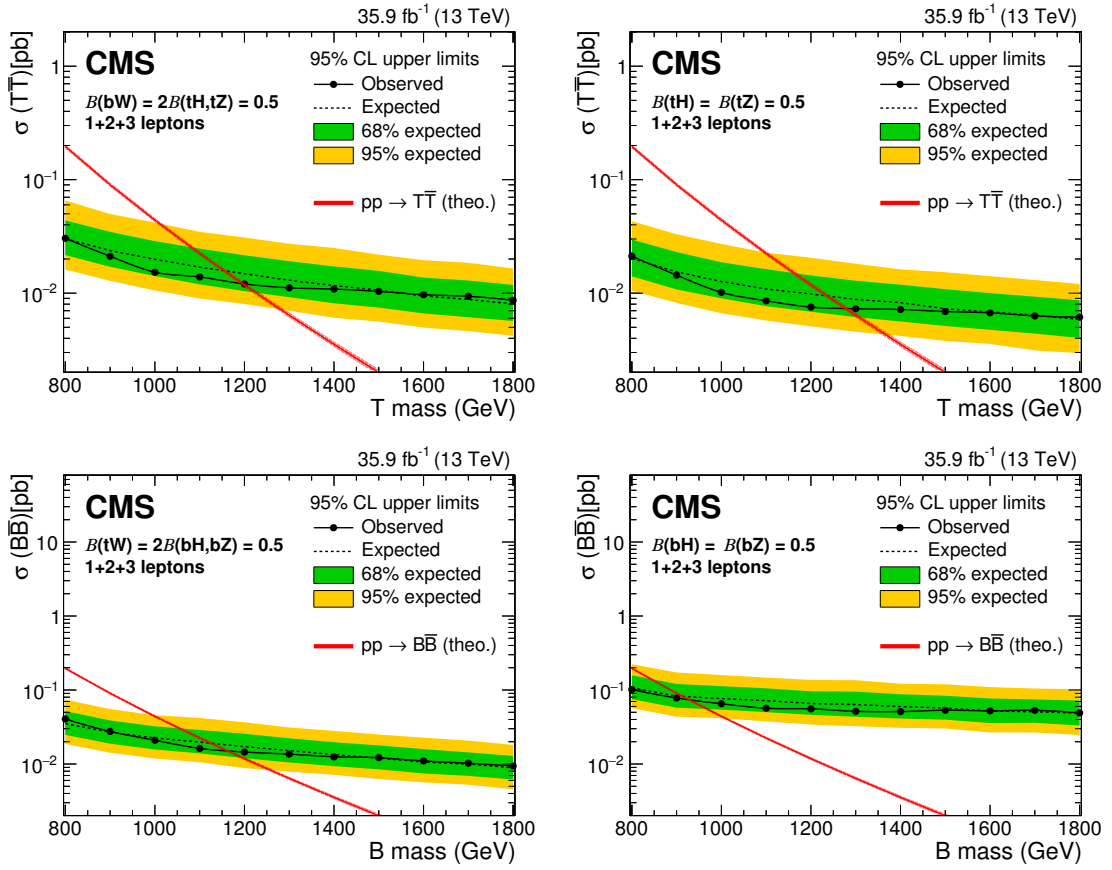 35.9 fb⁻¹ (13 TeV)
σ (TT̅)[pb]
CMS
B(bW) = 2B(tH,tZ) = 0.5
1+2+3 leptons
95% CL upper limits
Observed
Expected
68% expected
95% expected
pp → TT̅ (theo.)
1
10⁻¹
10⁻²
800 1000 1200 1400 1600 1800
T mass (GeV)
35.9 fb⁻¹ (13 TeV)
σ (TT̅)[pb]
CMS
B(tH) = B(tZ) = 0.5
1+2+3 leptons
95% CL upper limits
Observed
Expected
68% expected
95% expected
pp → TT̅ (theo.)
1
10⁻¹
10⁻²
800 1000 1200 1400 1600 1800
T mass (GeV)
35.9 fb⁻¹ (13 TeV)
σ (BB̅)[pb]
CMS
B(tW) = 2B(bH,bZ) = 0.5
1+2+3 leptons
95% CL upper limits
Observed
Expected
68% expected
95% expected
pp → BB̅ (theo.)
10
1
10⁻¹
10⁻²
800 1000 1200 1400 1600 1800
B mass (GeV)
35.9 fb⁻¹ (13 TeV)
σ (BB̅)[pb]
CMS
B(bH) = B(bZ) = 0.5
1+2+3 leptons
95% CL upper limits
Observed
Expected
68% expected
95% expected
pp → BB̅ (theo.)
10
1
10⁻¹
10⁻²
800 1000 1200 1400 1600 1800
B mass (GeV)